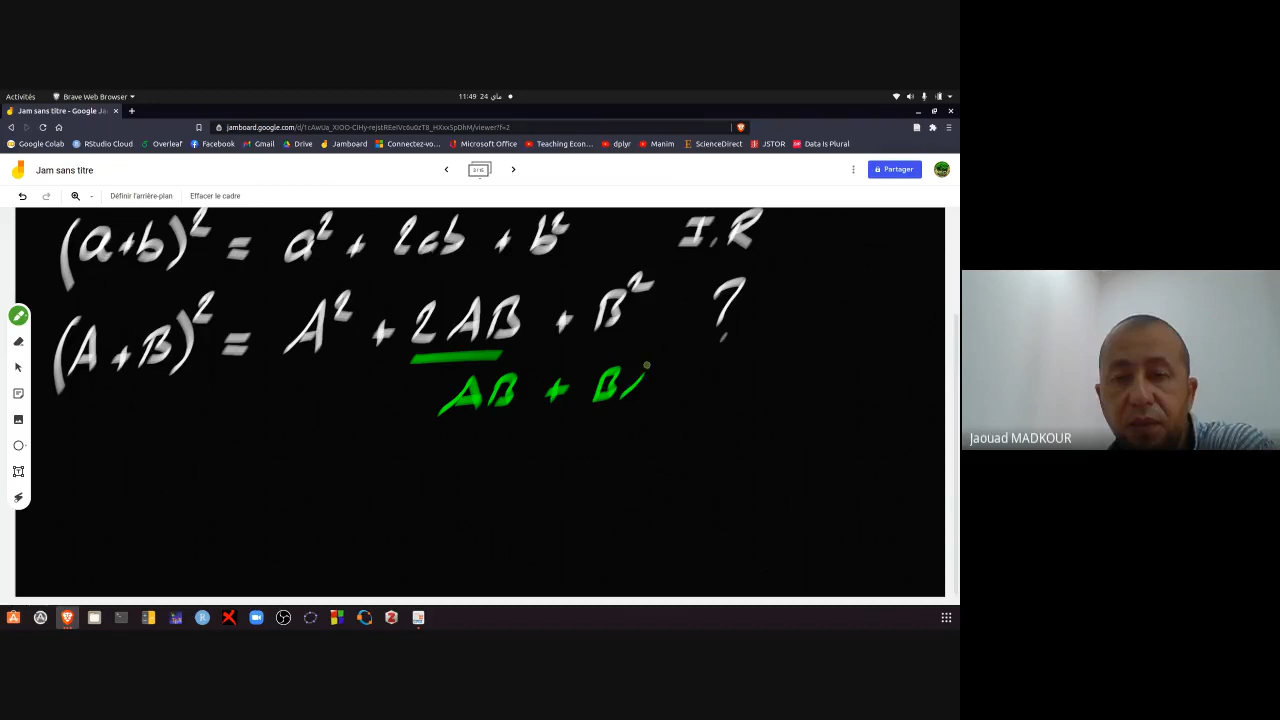 Activités Brave Web Browser 11:49 24 ماي
Jam sans titre - Google Ja
jamboard.google.com
Google Colab RStudio Cloud Overleaf Facebook Gmail Drive Jamboard Connectez-vo... Microsoft Office Teaching Econ... dplyr Manim ScienceDirect JSTOR Data Is Plural
Jam sans titre Partager
Définir l'arrière-plan Effacer le cadre
(a+b)² = a² + 2ab + b² I.R
(A+B)² = A² + 2AB + B² ?
AB + B
Jaouad MADKOUR